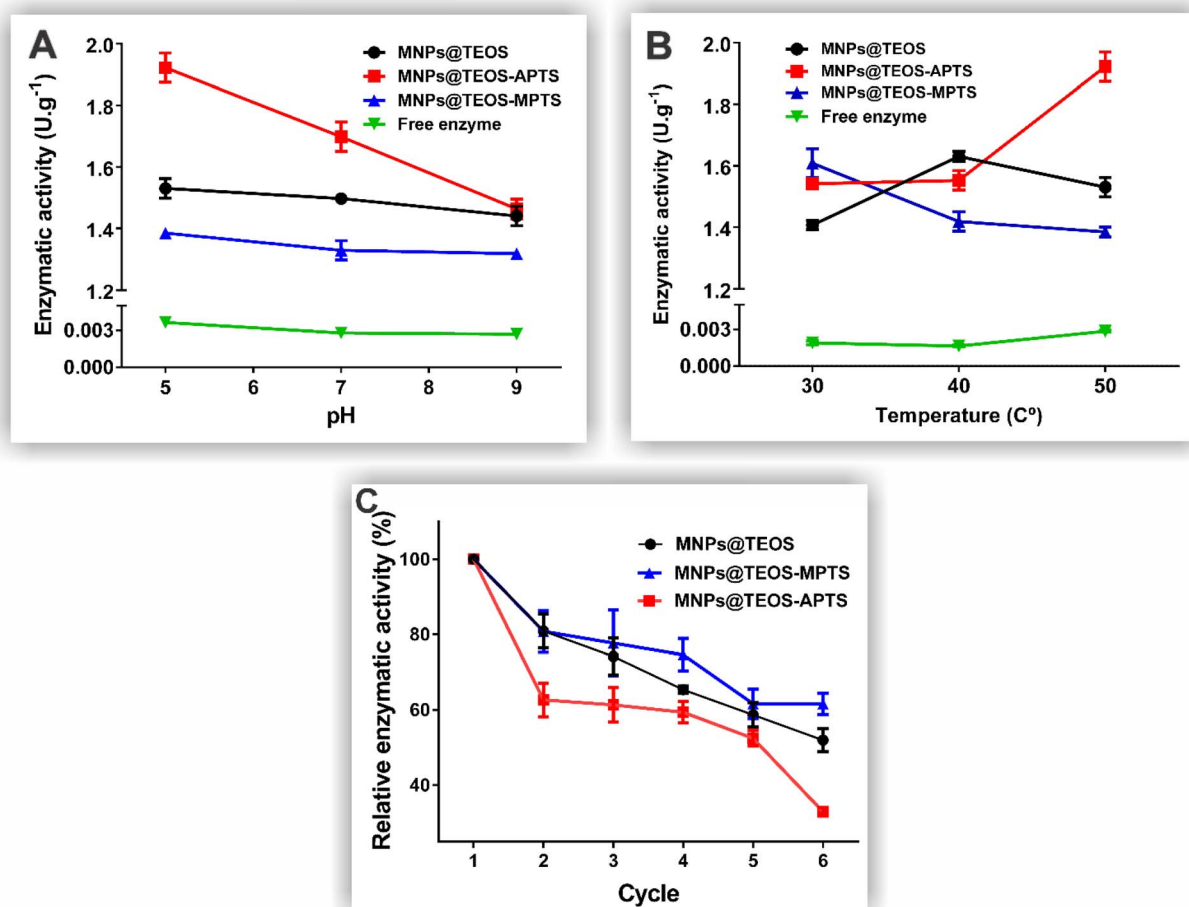 A
Enzymatic activity (U.g⁻¹)
2.0
1.8
1.6
1.4
1.2
0.003
0.000
5
6
7
8
9
pH
MNPs@TEOS
MNPs@TEOS-APTS
MNPs@TEOS-MPTS
Free enzyme
B
Enzymatic activity (U.g⁻¹)
2.0
1.8
1.6
1.4
1.2
0.003
0.000
30
40
50
Temperature (Cº)
MNPs@TEOS
MNPs@TEOS-APTS
MNPs@TEOS-MPTS
Free enzyme
C
Relative enzymatic activity (%)
100
80
60
40
1
2
3
4
5
6
Cycle
MNPs@TEOS
MNPs@TEOS-MPTS
MNPs@TEOS-APTS